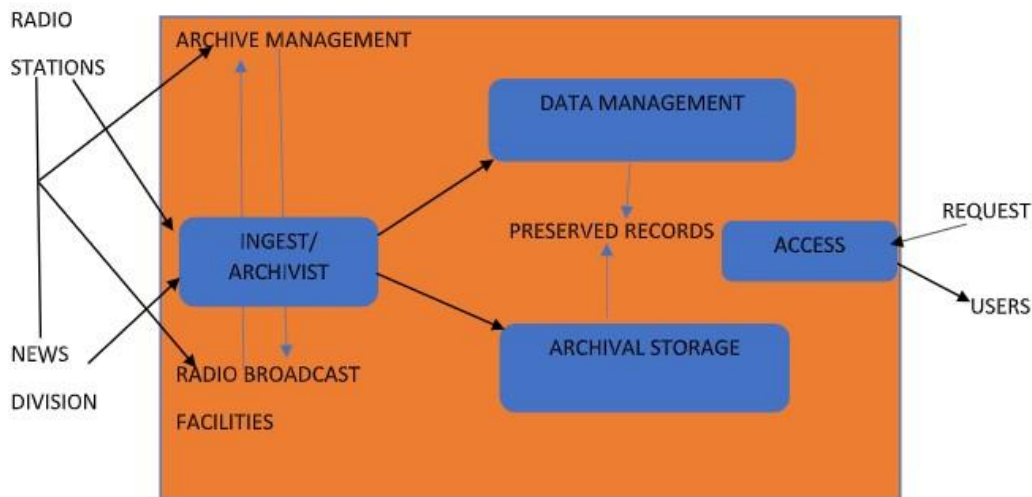 RADIO
STATIONS
ARCHIVE MANAGEMENT
DATA MANAGEMENT
INGEST/
ARCHIVIST
PRESERVED RECORDS
ACCESS
REQUEST
USERS
NEWS
DIVISION
RADIO BROADCAST
FACILITIES
ARCHIVAL STORAGE